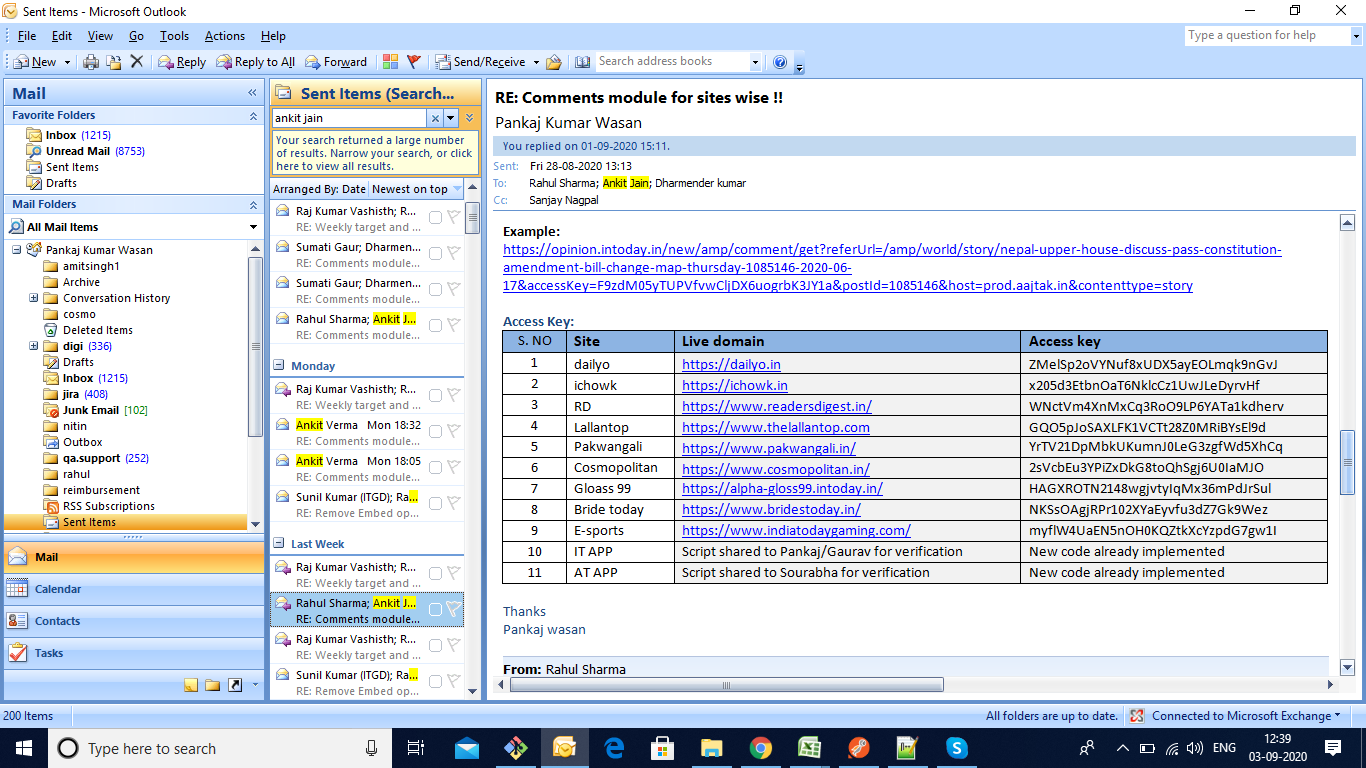 Sent Items - Microsoft Outlook
File Edit View Go Tools Actions Help
Type a question for help
New Reply Reply to All Forward Send/Receive Search address books
Mail
Favorite Folders
Inbox (1215)
Unread Mail (8753)
Sent Items
Drafts
Mail Folders
All Mail Items
Pankaj Kumar Wasan
amitsingh1
Archive
Conversation History
cosmo
Deleted Items
digi (336)
Drafts
Inbox (1215)
jira (408)
Junk Email [102]
nitin
Outbox
qa.support (252)
rahul
reimbursement
RSS Subscriptions
Sent Items
Mail
Calendar
Contacts
Tasks
Sent Items (Search...
ankit jain
Your search returned a large number
of results. Narrow your search, or click
here to view all results.
Arranged By: Date Newest on top
Raj Kumar Vashisth; R...
RE: Weekly target and ...
Sumati Gaur; Dharmen...
RE: Comments module...
Sumati Gaur; Dharmen...
RE: Comments module...
Rahul Sharma; Ankit J...
RE: Comments module...
Monday
Raj Kumar Vashisth; R...
RE: Weekly target and ...
Ankit Verma Mon 18:32
RE: Comments module...
Ankit Verma Mon 18:05
RE: Comments module...
Sunil Kumar (ITGD); Ra...
RE: Remove Embed op...
Last Week
Raj Kumar Vashisth; R...
RE: Weekly target and ...
Rahul Sharma; Ankit J...
RE: Comments module...
Raj Kumar Vashisth; R...
RE: Weekly target and ...
Sunil Kumar (ITGD); Ra...
RE: Remove Embed op...
RE: Comments module for sites wise !!
Pankaj Kumar Wasan
You replied on 01-09-2020 15:11.
Sent: Fri 28-08-2020 13:13
To: Rahul Sharma; Ankit Jain; Dharmender kumar
Cc: Sanjay Nagpal
Example:
https://opinion.intoday.in/new/amp/comment/get?referUrl=/amp/world/story/nepal-upper-house-discuss-pass-constitution-
amendment-bill-change-map-thursday-1085146-2020-06-
17&accessKey=F9zdM05yTUPVfvwCljDX6uogrbK3JY1a&postId=1085146&host=prod.aajtak.in&contenttype=story
Access Key:
S. NO Site Live domain Access key
1 dailyo https://dailyo.in ZMelSp2oVYNuf8xUDX5ayEOLmqk9nGvJ
2 ichowk https://ichowk.in x205d3EtbnOaT6NklcCz1UwJLeDyrvHf
3 RD https://www.readersdigest.in/ WNctVm4XnMxCq3RoO9LP6YATa1kdherv
4 Lallantop https://www.thelallantop.com GQO5pJoSAXLFK1VCTt28Z0MRiBYsEl9d
5 Pakwangali https://www.pakwangali.in/ YrTV21DpMbkUKumnJ0LeG3zgfWd5XhCq
6 Cosmopolitan https://www.cosmopolitan.in/ 2sVcbEu3YPiZxDkG8toQhSgj6U0IaMJO
7 Gloass 99 https://alpha-gloss99.intoday.in/ HAGXROTN2148wgjvtyIqMx36mPdJrSul
8 Bride today https://www.bridestoday.in/ NKSsOAgjRPr102XYaEyvfu3dZ7Gk9Wez
9 E-sports https://www.indiatodaygaming.com/ myflW4UaEN5nOH0KQZtkXcYzpdG7gw1I
10 IT APP Script shared to Pankaj/Gaurav for verification New code already implemented
11 AT APP Script shared to Sourabha for verification New code already implemented
Thanks
Pankaj wasan
From: Rahul Sharma
200 Items All folders are up to date. Connected to Microsoft Exchange
Type here to search
ENG
12:39
03-09-2020